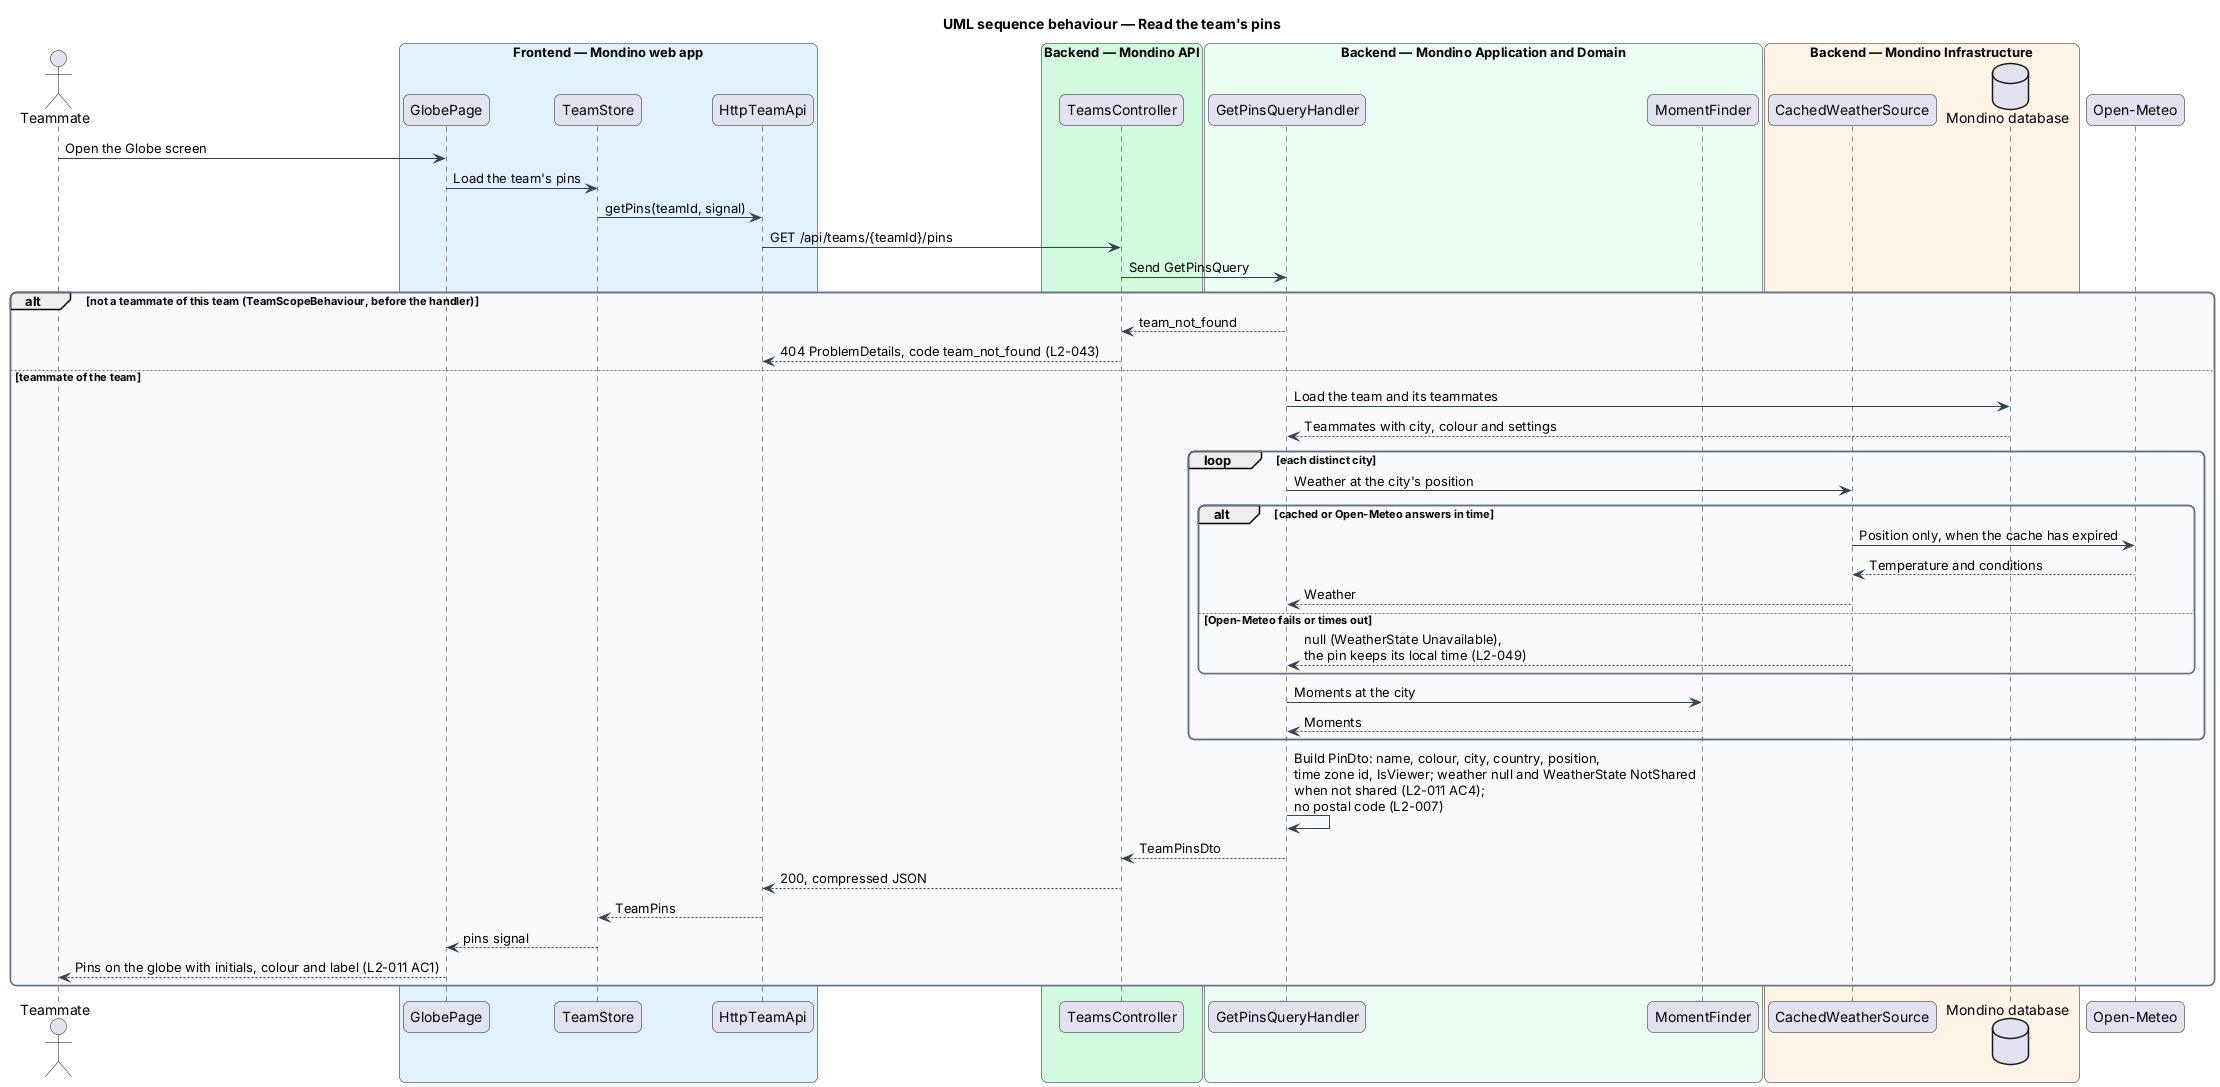 UML sequence behaviour — Read the team's pins
Frontend — Mondino web app
Backend — Mondino API
Backend — Mondino Application and Domain
Backend — Mondino Infrastructure
Teammate
GlobePage
TeamStore
HttpTeamApi
TeamsController
GetPinsQueryHandler
MomentFinder
CachedWeatherSource
Mondino database
Open-Meteo
Open the Globe screen
Load the team's pins
getPins(teamId, signal)
GET /api/teams/{teamId}/pins
Send GetPinsQuery
alt [not a teammate of this team (TeamScopeBehaviour, before the handler)]
team_not_found
404 ProblemDetails, code team_not_found (L2-043)
[teammate of the team]
Load the team and its teammates
Teammates with city, colour and settings
loop [each distinct city]
Weather at the city's position
alt [cached or Open-Meteo answers in time]
Position only, when the cache has expired
Temperature and conditions
Weather
[Open-Meteo fails or times out]
null (WeatherState Unavailable),
the pin keeps its local time (L2-049)
Moments at the city
Moments
Build PinDto: name, colour, city, country, position,
time zone id, IsViewer; weather null and WeatherState NotShared
when not shared (L2-011 AC4);
no postal code (L2-007)
TeamPinsDto
200, compressed JSON
TeamPins
pins signal
Pins on the globe with initials, colour and label (L2-011 AC1)
Teammate
GlobePage
TeamStore
HttpTeamApi
TeamsController
GetPinsQueryHandler
MomentFinder
CachedWeatherSource
Mondino database
Open-Meteo